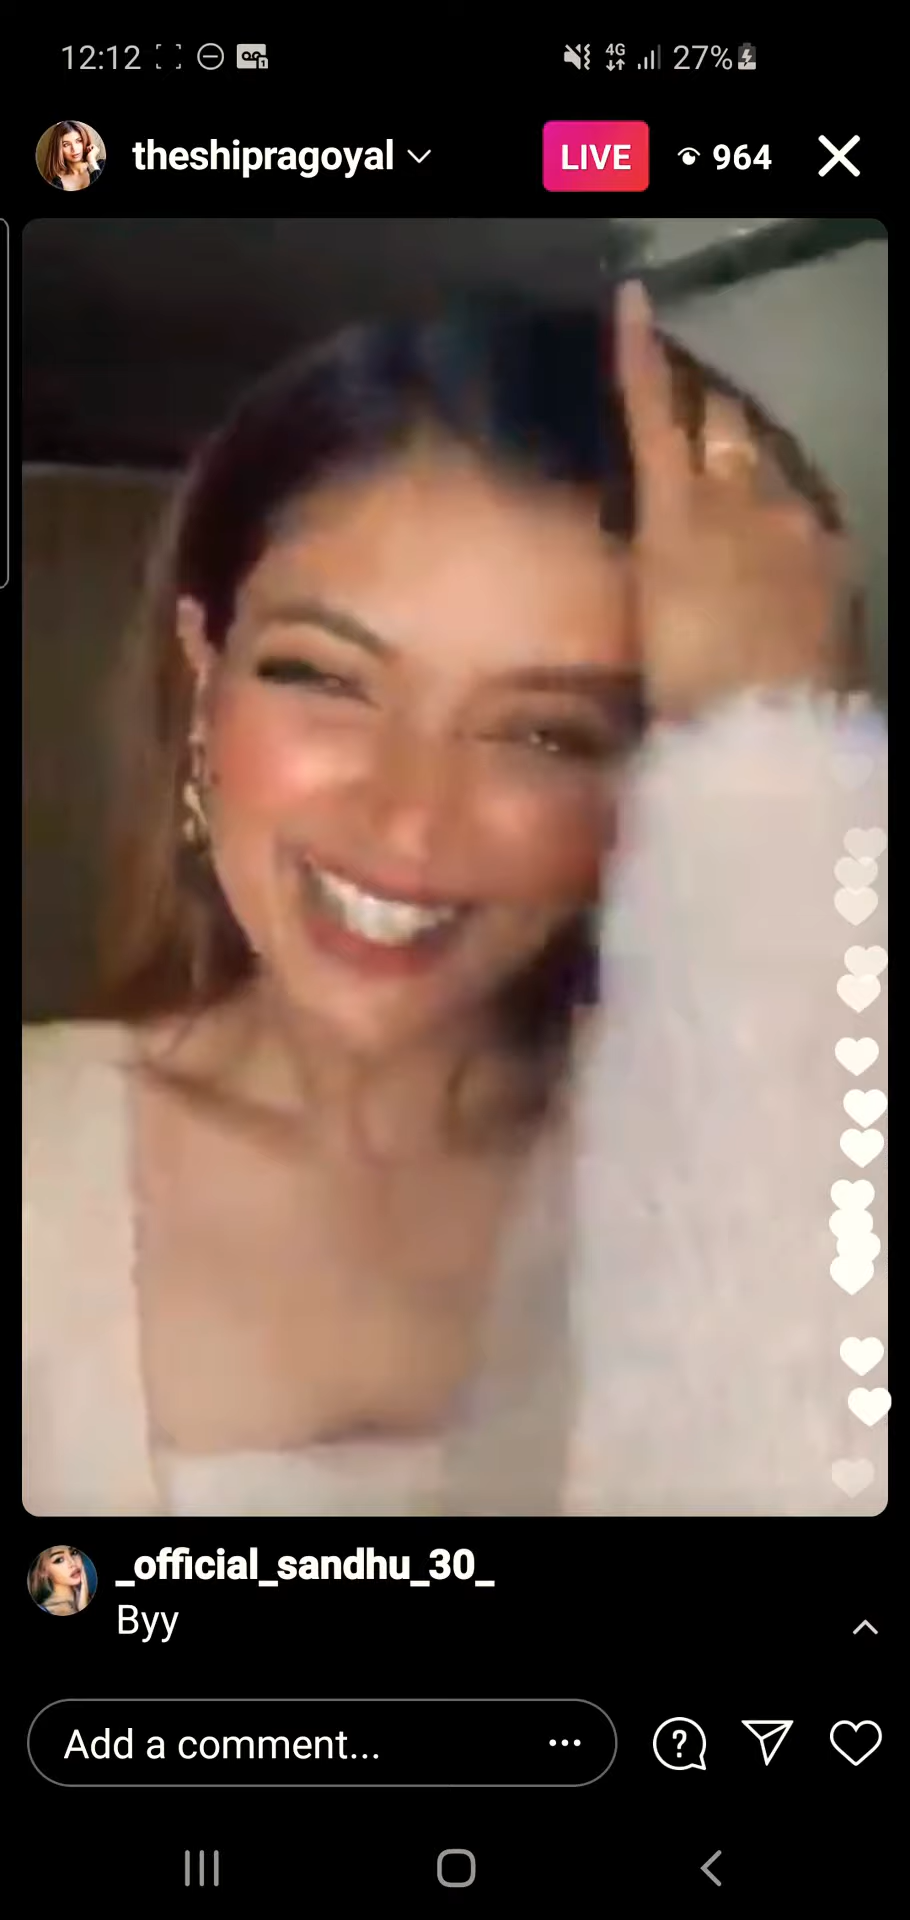 12:12 4G 27%
theshipragoyal LIVE 964
_official_sandhu_30_
Byy
Add a comment...